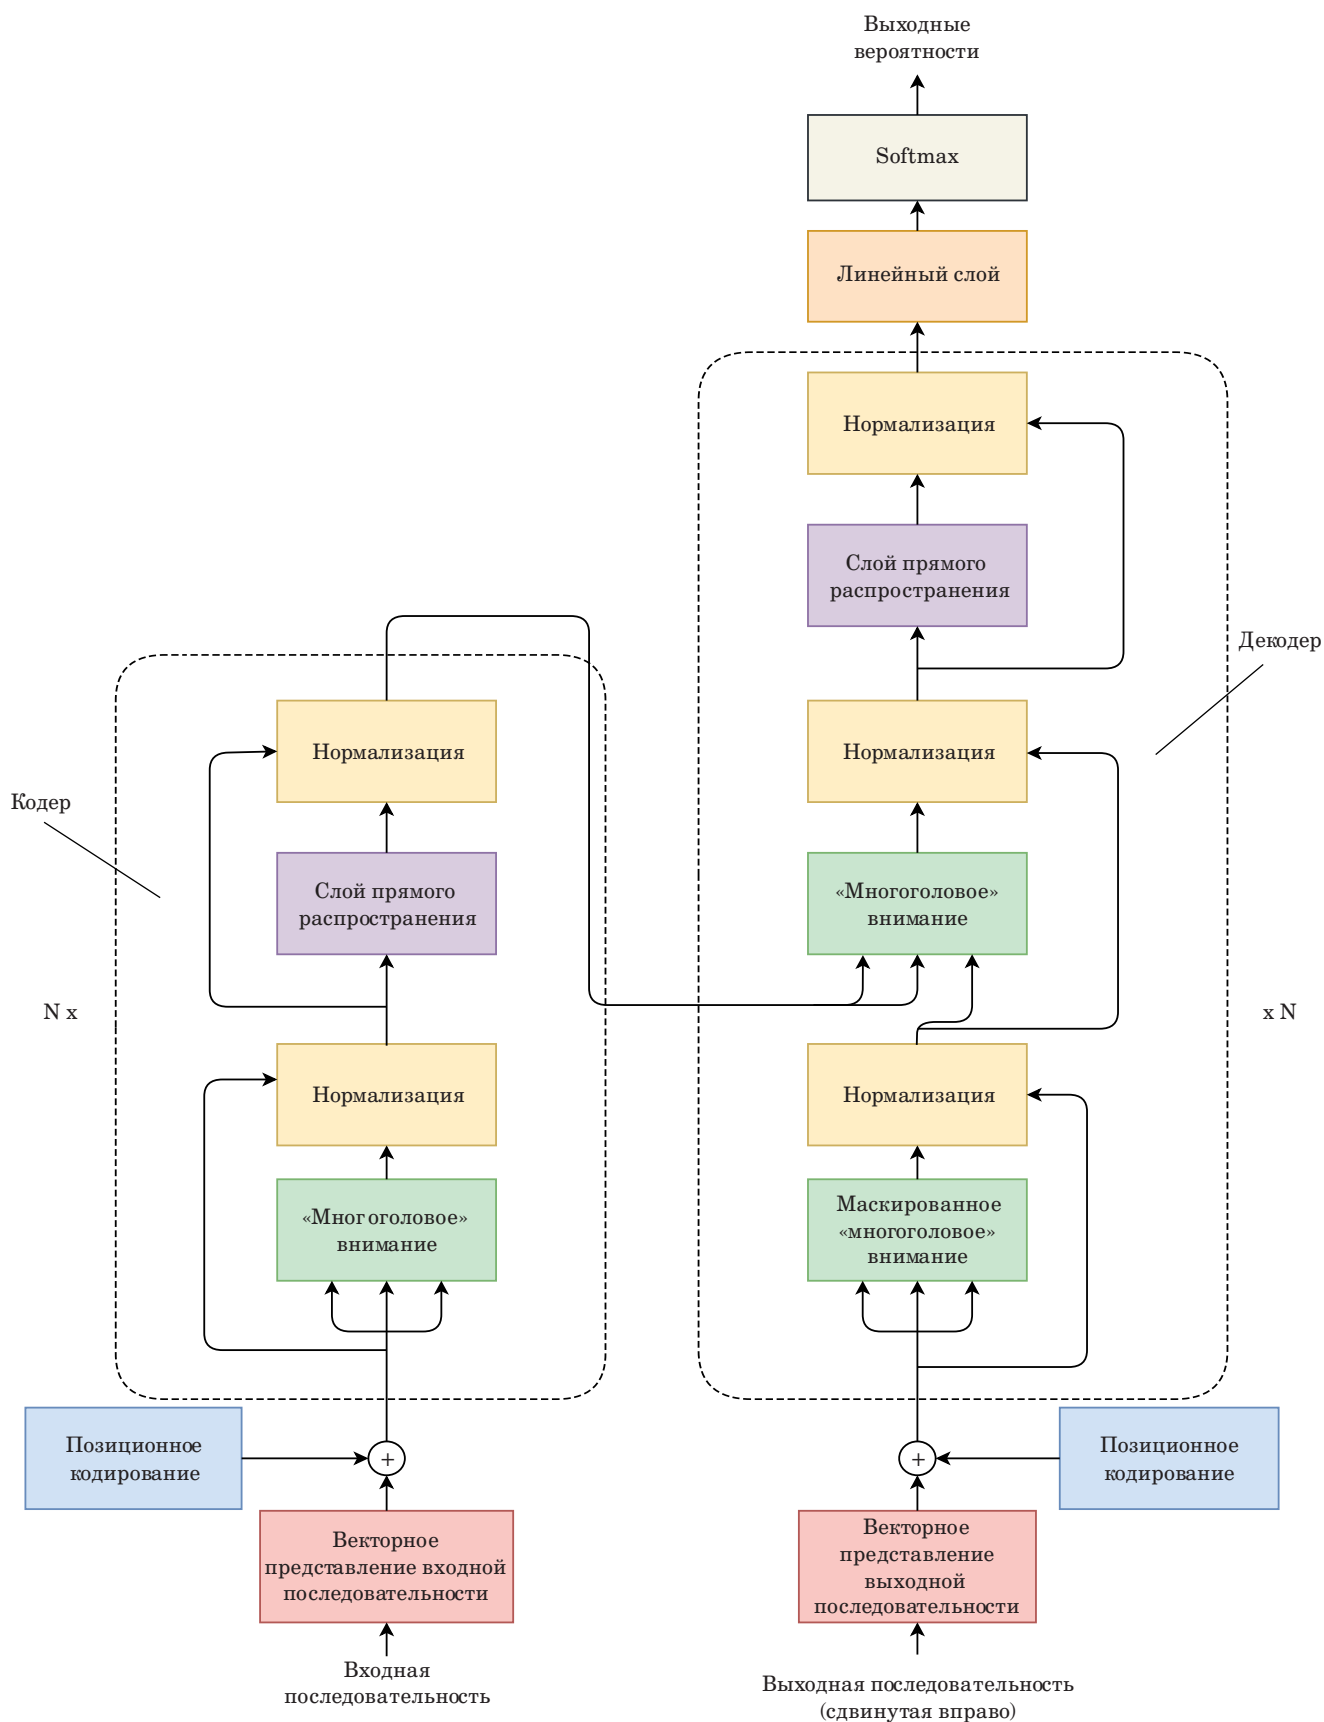 Выходные
вероятности
Softmax
Линейный слой
Нормализация
Слой прямого
распространения
Декодер
Нормализация
Нормализация
Кодер
Слой прямого
распространения
«Многоголовое»
внимание
N x
x N
Нормализация
Нормализация
«Многоголовое»
внимание
Маскированное
«многоголовое»
внимание
Позиционное
кодирование
+
+
Позиционное
кодирование
Векторное
представление входной
последовательности
Векторное
представление
выходной
последовательности
Входная
последовательность
Выходная последовательность
(сдвинутая вправо)